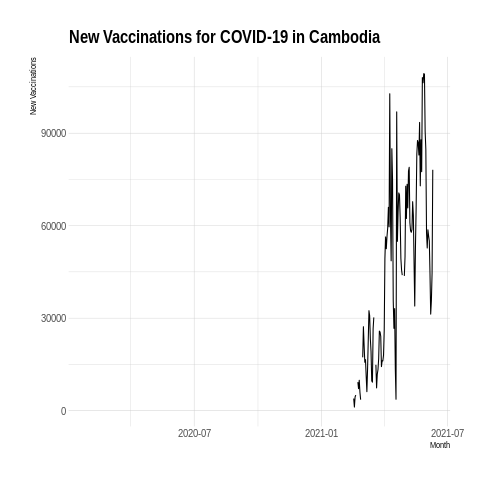 New Vaccinations for COVID-19 in Cambodia
New Vaccinations
90000
60000
30000
0
2020-07
2021-01
2021-07
Month